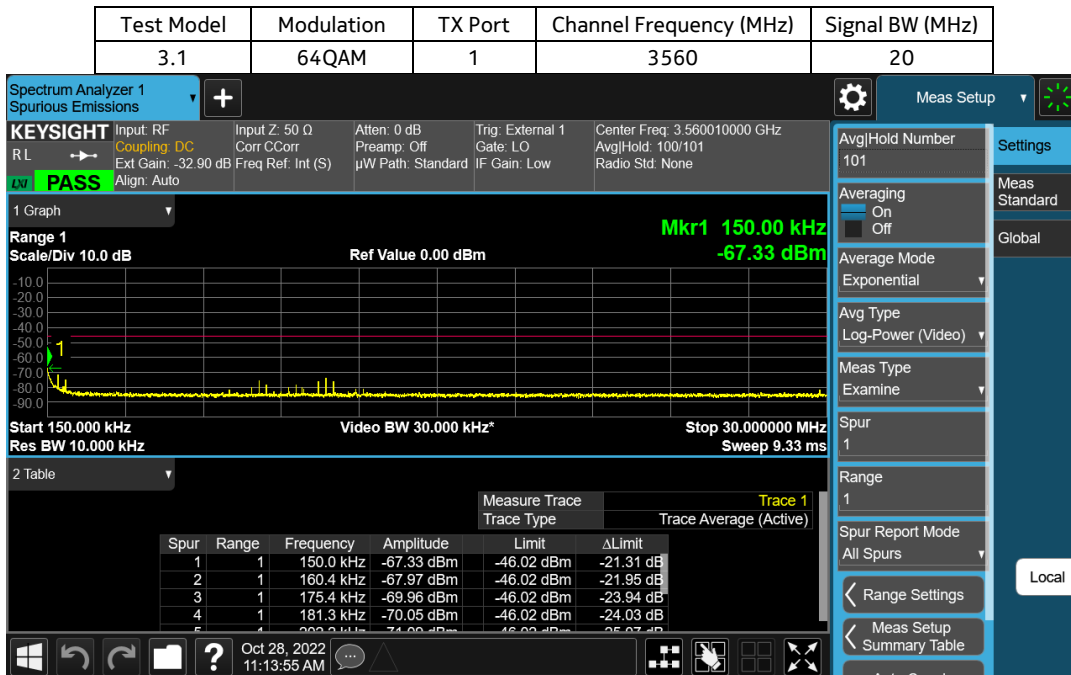 Test Model Modulation TX Port Channel Frequency (MHz) Signal BW (MHz)
3.1 64QAM 1 3560 20
Spectrum Analyzer 1
Spurious Emissions
Meas Setup
KEYSIGHT Input: RF Input Z: 50 Ω Atten: 0 dB Trig: External 1 Center Freq: 3.560010000 GHz
RL Coupling: DC Corr CCorr Preamp: Off Gate: LO Avg|Hold: 100/101
Ext Gain: -32.90 dB Freq Ref: Int (S) µW Path: Standard IF Gain: Low Radio Std: None
LXI PASS Align: Auto
1 Graph
Range 1
Scale/Div 10.0 dB Ref Value 0.00 dBm
Mkr1 150.00 kHz
-67.33 dBm
-10.0
-20.0
-30.0
-40.0
-50.0
-60.0
-70.0
-80.0
-90.0
1
Start 150.000 kHz Video BW 30.000 kHz* Stop 30.000000 MHz
Res BW 10.000 kHz Sweep 9.33 ms
2 Table
Measure Trace Trace 1
Trace Type Trace Average (Active)
Spur Range Frequency Amplitude Limit ΔLimit
1 1 150.0 kHz -67.33 dBm -46.02 dBm -21.31 dB
2 1 160.4 kHz -67.97 dBm -46.02 dBm -21.95 dB
3 1 175.4 kHz -69.96 dBm -46.02 dBm -23.94 dB
4 1 181.3 kHz -70.05 dBm -46.02 dBm -24.03 dB
Oct 28, 2022
11:13:55 AM
Avg|Hold Number
101
Averaging
On
Off
Average Mode
Exponential
Avg Type
Log-Power (Video)
Meas Type
Examine
Spur
1
Range
1
Spur Report Mode
All Spurs
Range Settings
Meas Setup
Summary Table
Settings
Meas
Standard
Global
Local